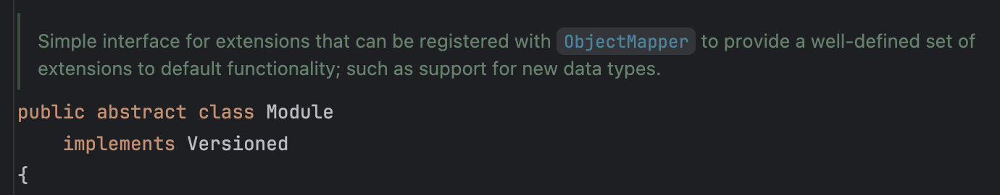 Simple interface for extensions that can be registered with ObjectMapper to provide a well-defined set of
extensions to default functionality; such as support for new data types.
public abstract class Module
    implements Versioned
{